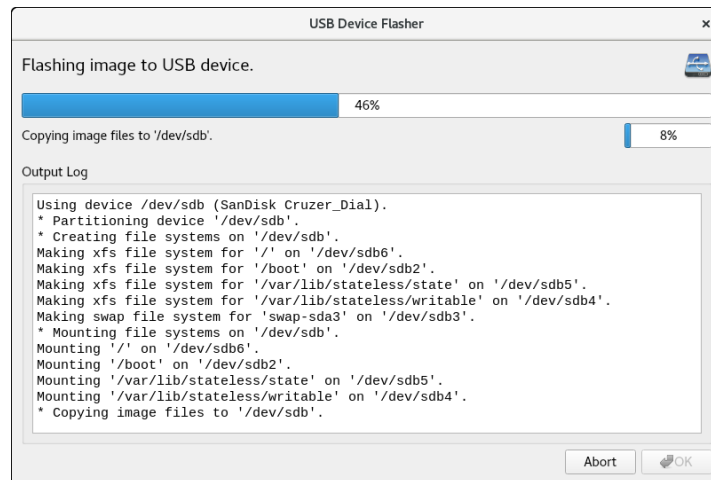 USB Device Flasher
×
Flashing image to USB device.
46%
Copying image files to '/dev/sdb'.
8%
Output Log
Using device /dev/sdb (SanDisk Cruzer_Dial).
* Partitioning device '/dev/sdb'.
* Creating file systems on '/dev/sdb'.
Making xfs file system for '/' on '/dev/sdb6'.
Making xfs file system for '/boot' on '/dev/sdb2'.
Making xfs file system for '/var/lib/stateless/state' on '/dev/sdb5'.
Making xfs file system for '/var/lib/stateless/writable' on '/dev/sdb4'.
Making swap file system for 'swap-sda3' on '/dev/sdb3'.
* Mounting file systems on '/dev/sdb'.
Mounting '/' on '/dev/sdb6'.
Mounting '/boot' on '/dev/sdb2'.
Mounting '/var/lib/stateless/state' on '/dev/sdb5'.
Mounting '/var/lib/stateless/writable' on '/dev/sdb4'.
* Copying image files to '/dev/sdb'.
Abort
OK